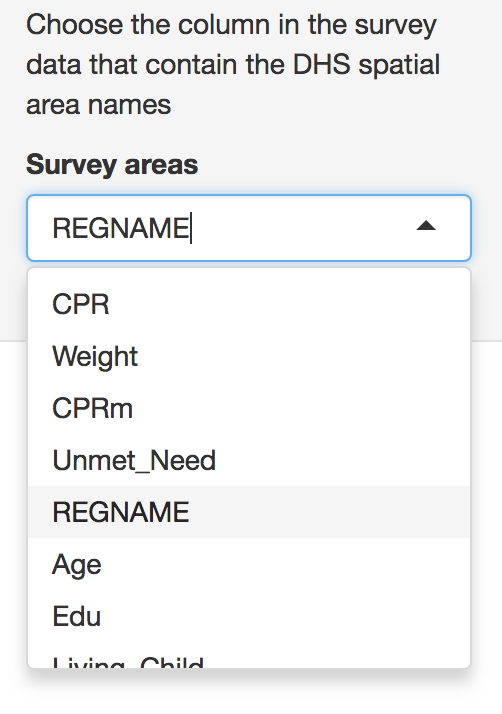 Choose the column in the survey
data that contain the DHS spatial
area names
Survey areas
REGNAME
CPR
Weight
CPRm
Unmet_Need
REGNAME
Age
Edu
Living_Child